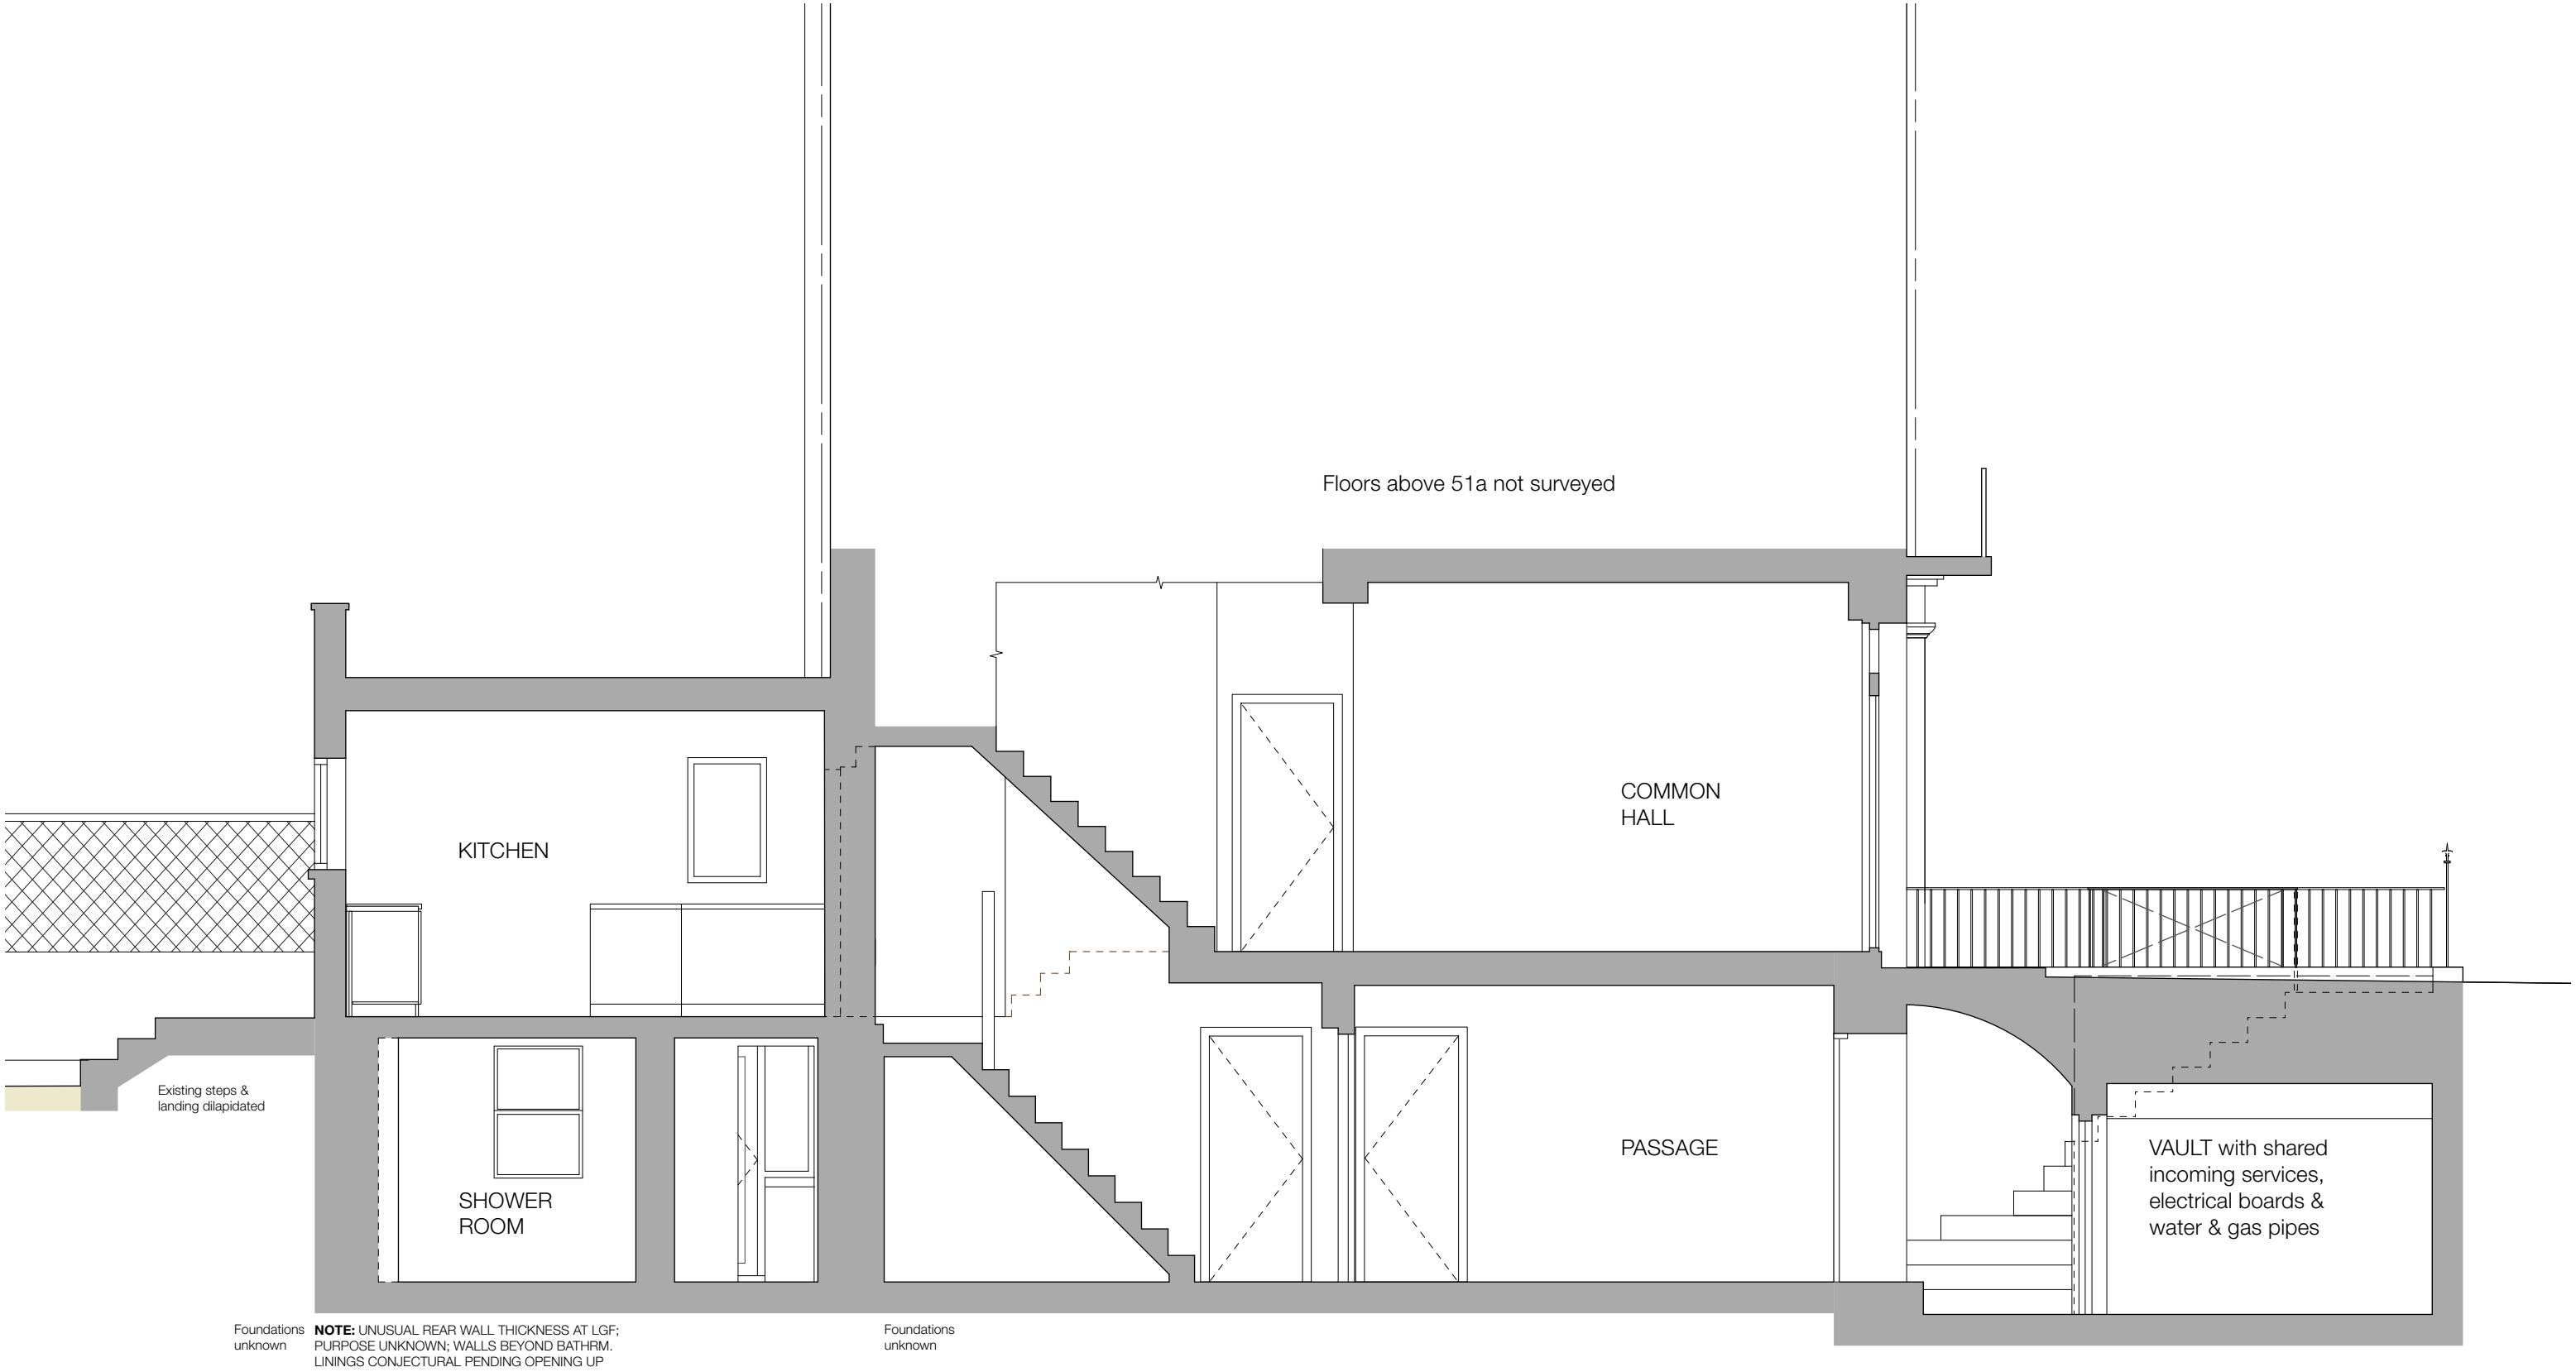 Floors above 51a not surveyed
COMMON
HALL
KITCHEN
Existing steps &
landing dilapidated
PASSAGE
VAULT with shared
incoming services,
electrical boards &
water & gas pipes
SHOWER
ROOM
Foundations
unknown
NOTE: UNUSUAL REAR WALL THICKNESS AT LGF;
PURPOSE UNKNOWN; WALLS BEYOND BATHRM.
LININGS CONJECTURAL PENDING OPENING UP
Foundations
unknown